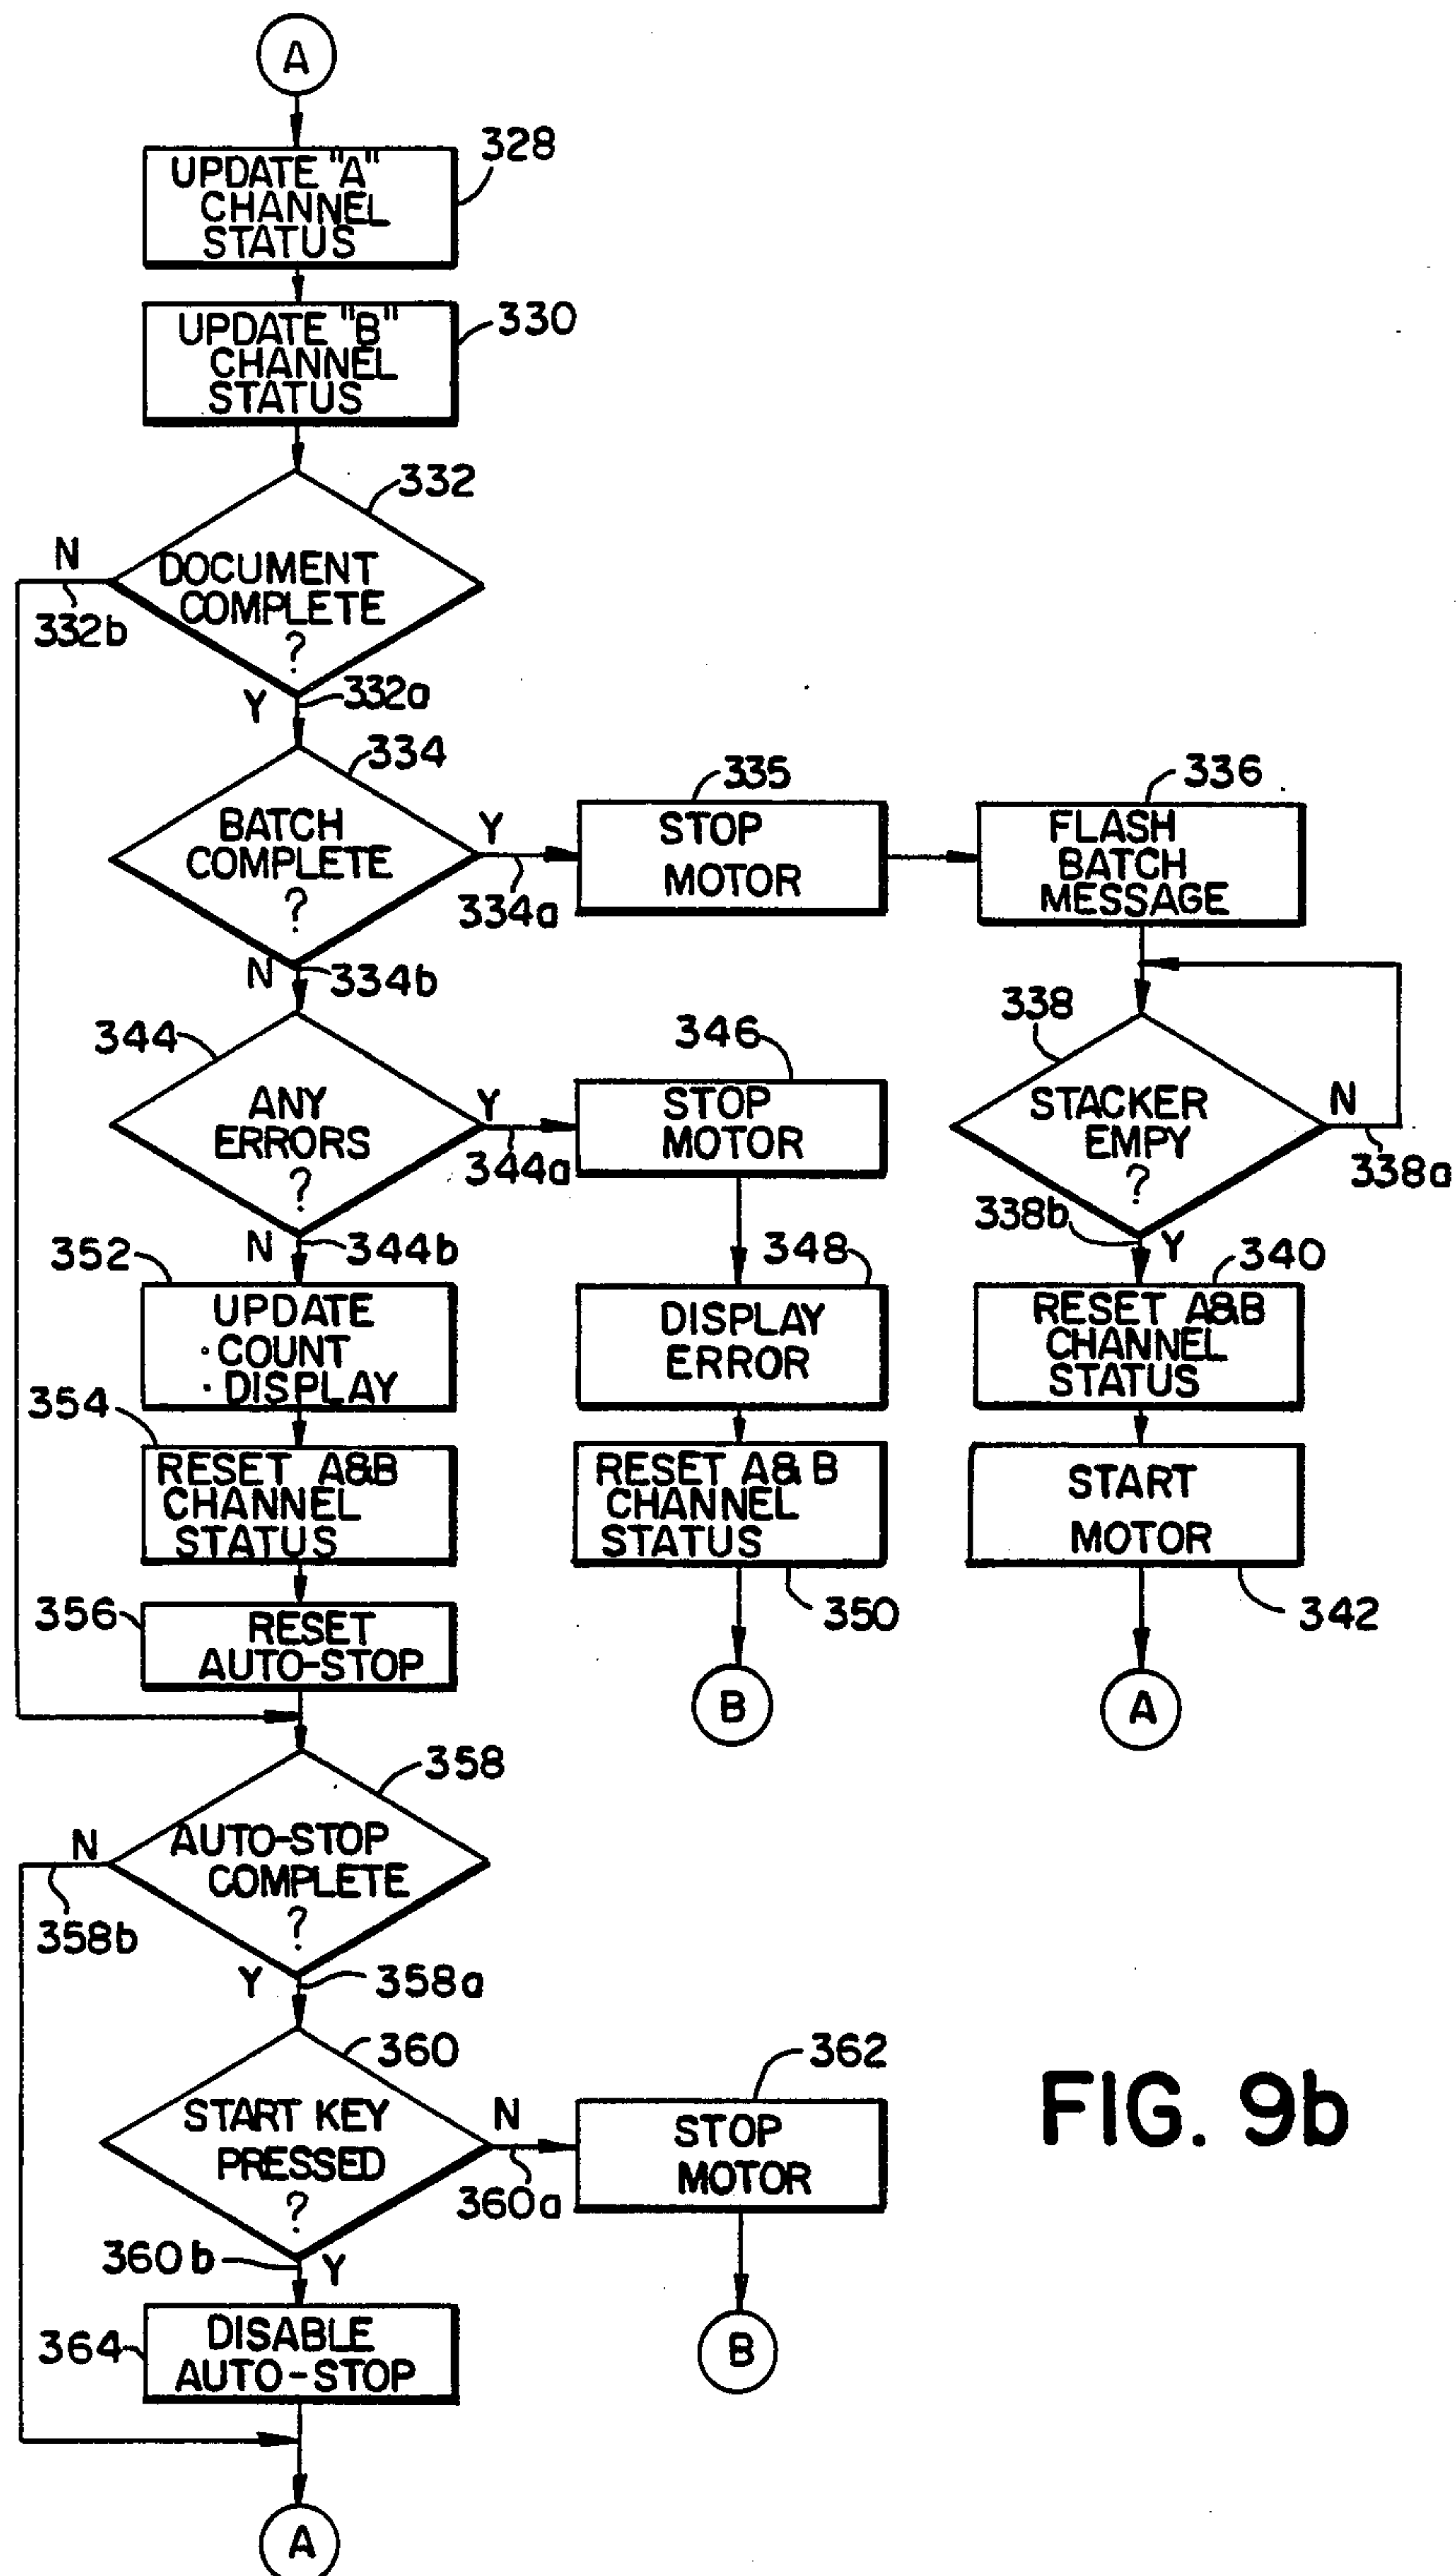 A
328
UPDATE "A"
CHANNEL
STATUS
330
UPDATE "B"
CHANNEL
STATUS
332
DOCUMENT
COMPLETE
?
N
332b
Y
332a
334
BATCH
COMPLETE
?
Y
334a
335
STOP
MOTOR
336
FLASH
BATCH
MESSAGE
N
334b
344
ANY
ERRORS
?
Y
344a
346
STOP
MOTOR
338
STACKER
EMPY
?
N
338a
338b
Y
N
344b
352
UPDATE
COUNT
DISPLAY
348
DISPLAY
ERROR
340
RESET A&B
CHANNEL
STATUS
354
RESET A&B
CHANNEL
STATUS
RESET A&B
CHANNEL
STATUS
350
START
MOTOR
342
356
RESET
AUTO-STOP
B
A
358
AUTO-STOP
COMPLETE
?
N
358b
Y
358a
360
START KEY
PRESSED
?
N
360a
362
STOP
MOTOR
360b
Y
364
DISABLE
AUTO-STOP
B
A
FIG. 9b